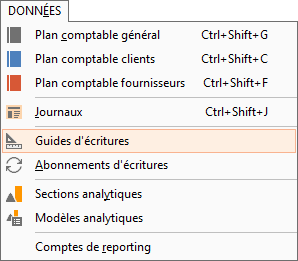 DONNÉES
Plan comptable général Ctrl+Shift+G
Plan comptable clients Ctrl+Shift+C
Plan comptable fournisseurs Ctrl+Shift+F
Journaux Ctrl+Shift+J
Guides d'écritures
Abonnements d'écritures
Sections analytiques
Modèles analytiques
Comptes de reporting